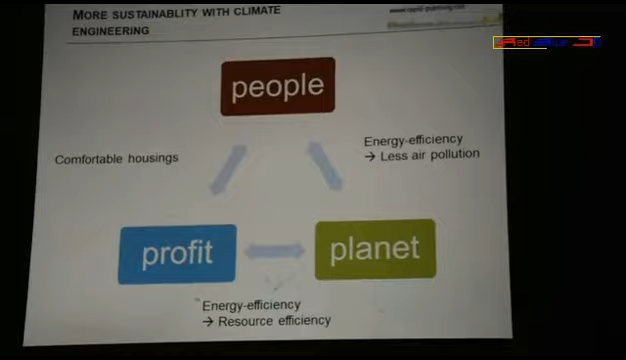 MORE SUSTAINABLITY WITH CLIMATE
ENGINEERING
people
Comfortable housings
Energy-efficiency
→ Less air pollution
profit
planet
Energy-efficiency
→ Resource efficiency